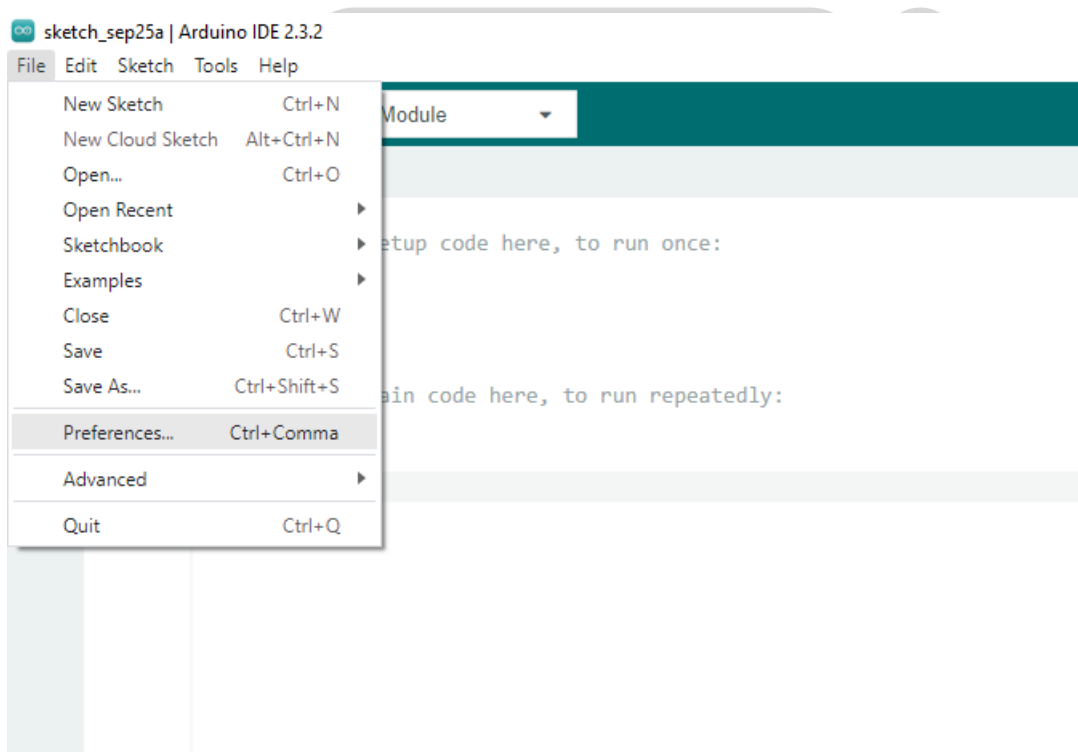 sketch_sep25a | Arduino IDE 2.3.2
File Edit Sketch Tools Help
New Sketch Ctrl+N
Module
New Cloud Sketch Alt+Ctrl+N
Open... Ctrl+O
Open Recent
Sketchbook
etup code here, to run once:
Examples
Close Ctrl+W
Save Ctrl+S
Save As... Ctrl+Shift+S
ain code here, to run repeatedly:
Preferences... Ctrl+Comma
Advanced
Quit Ctrl+Q